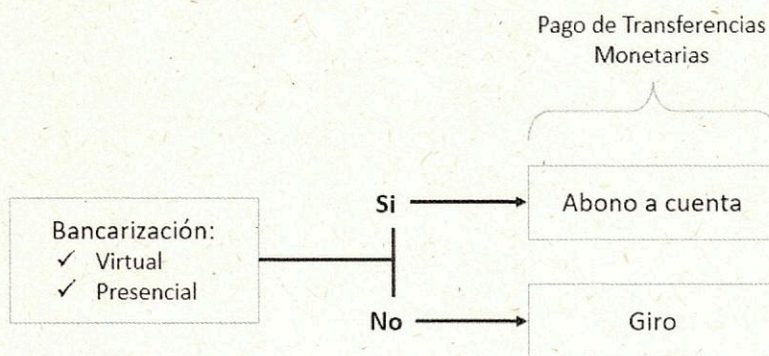 Pago de Transferencias
Monetarias
Bancarización:
✓ Virtual
✓ Presencial
Si
Abono a cuenta
No
Giro